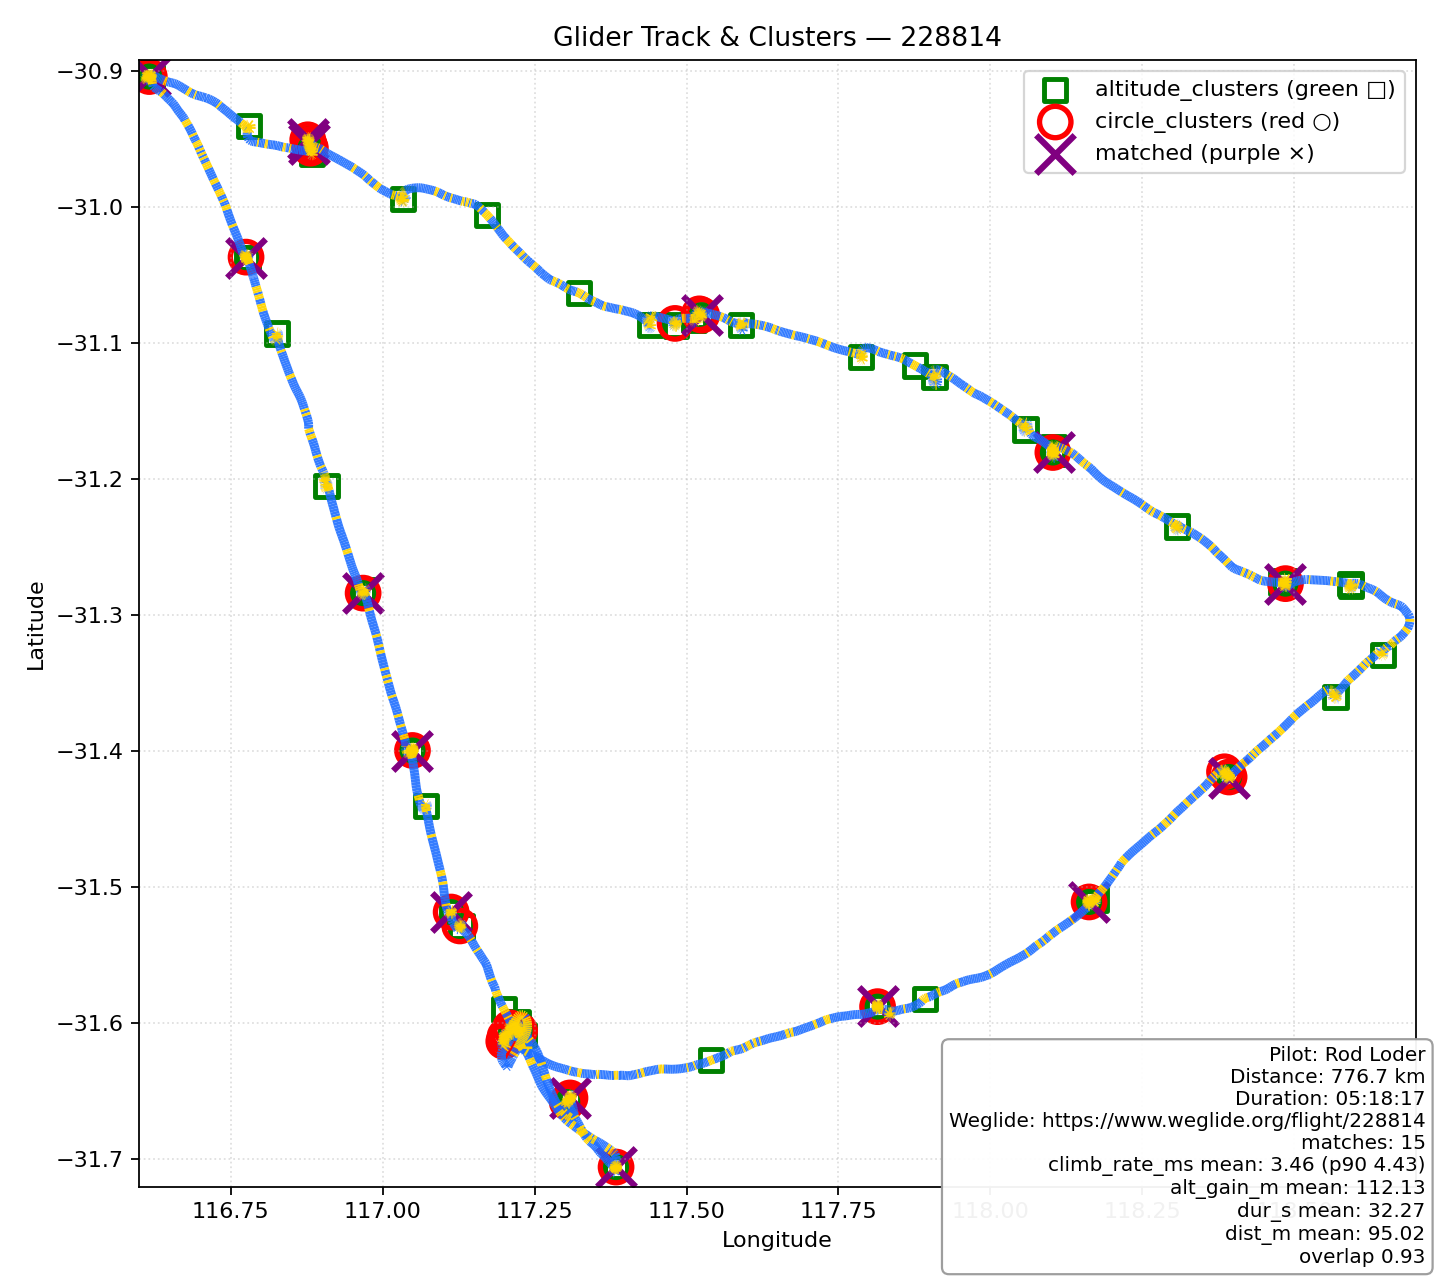 Glider Track & Clusters — 228814
altitude_clusters (green □)
circle_clusters (red ○)
matched (purple ×)
Latitude
−30.9
−31.0
−31.1
−31.2
−31.3
−31.4
−31.5
−31.6
−31.7
116.75 117.00 117.25 117.50 117.75 118.00 118.25
Longitude
Pilot: Rod Loder
Distance: 776.7 km
Duration: 05:18:17
Weglide: https://www.weglide.org/flight/228814
matches: 15
climb_rate_ms mean: 3.46 (p90 4.43)
alt_gain_m mean: 112.13
dur_s mean: 32.27
dist_m mean: 95.02
overlap 0.93